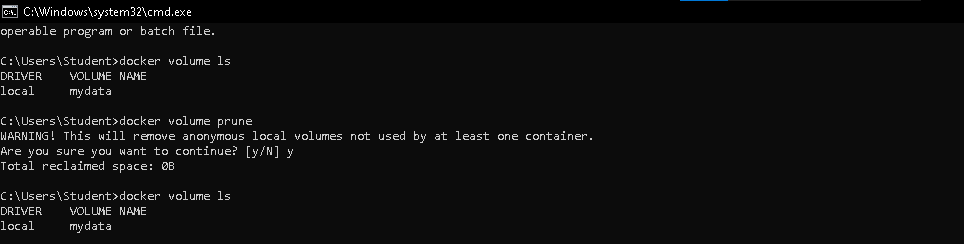 C:\Windows\system32\cmd.exe
operable program or batch file.
C:\Users\Student>docker volume ls
DRIVER    VOLUME NAME
local     mydata
C:\Users\Student>docker volume prune
WARNING! This will remove anonymous local volumes not used by at least one container.
Are you sure you want to continue? [y/N] y
Total reclaimed space: 0B
C:\Users\Student>docker volume ls
DRIVER    VOLUME NAME
local     mydata